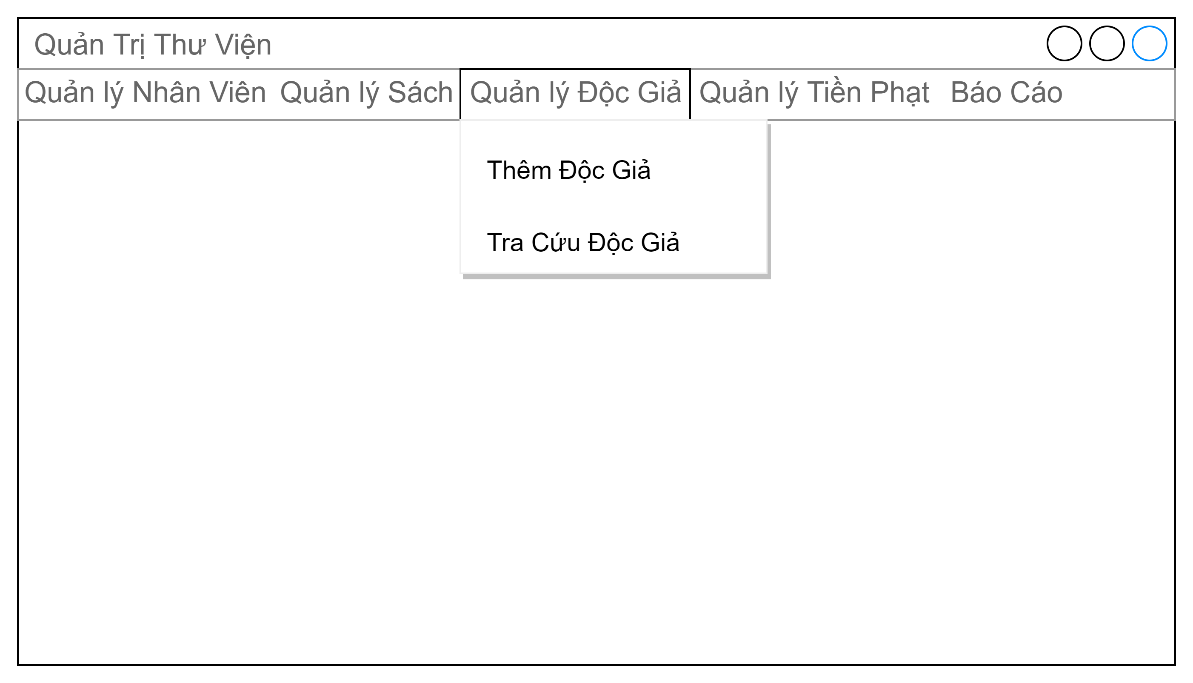 Quản Trị Thư Viện
Quản lý Nhân Viên Quản lý Sách Quản lý Độc Giả Quản lý Tiền Phạt Báo Cáo
Thêm Độc Giả
Tra Cứu Độc Giả